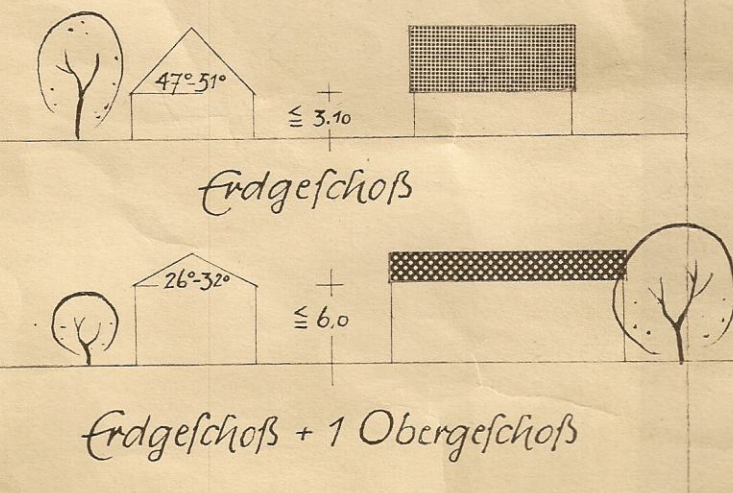 47°-51°
≦ 3.10
Erdgeſchoß
26°-32°
≦ 6.0
Erdgeſchoß + 1 Obergeſchoß